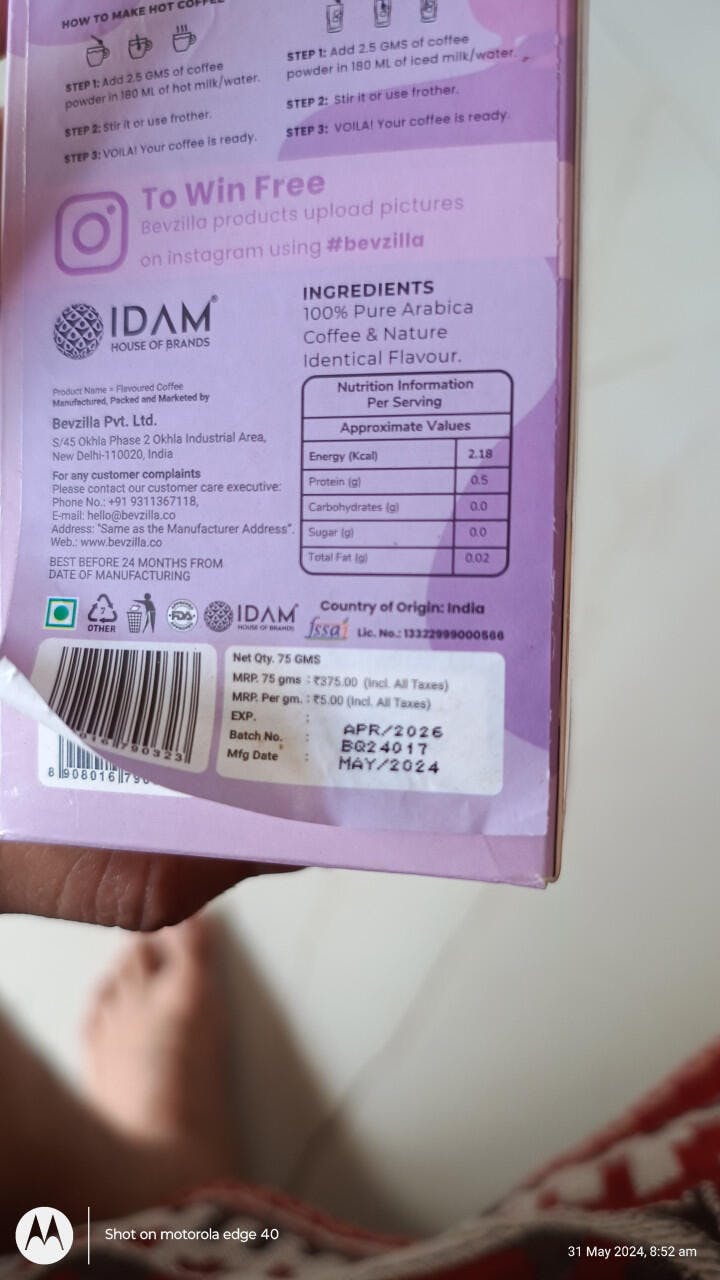 HOW TO MAKE HOT COFFEE
STEP 1: Add 2.5 GMS of coffee
powder in 180 ML of hot milk/water.
STEP 2: Stir it or use frother.
STEP 3: VOILA! Your coffee is ready.
STEP 1: Add 2.5 GMS of coffee
powder in 180 ML of iced milk/water.
STEP 2: Stir it or use frother.
STEP 3: VOILA! Your coffee is ready.
To Win Free
Bevzilla products upload pictures
on instagram using #bevzilla
IDAM®
HOUSE OF BRANDS
Product Name = Flavoured Coffee
Manufactured, Packed and Marketed by
Bevzilla Pvt. Ltd.
S/45 Okhla Phase 2 Okhla Industrial Area,
New Delhi-110020, India
For any customer complaints
Please contact our customer care executive:
Phone No.: +91 9311367118,
E-mail: hello@bevzilla.co
Address: "Same as the Manufacturer Address".
Web.: www.bevzilla.co
BEST BEFORE 24 MONTHS FROM
DATE OF MANUFACTURING
INGREDIENTS
100% Pure Arabica
Coffee & Nature
Identical Flavour.
Nutrition Information
Per Serving
Approximate Values
Energy (Kcal) 2.18
Protein (g) 0.5
Carbohydrates (g) 0.0
Sugar (g) 0.0
Total Fat (g) 0.02
7
OTHER
FDA
IDAM
HOUSE OF BRANDS
Country of Origin: India
fssai Lic. No.: 13322999000566
Net Qty. 75 GMS
MRP. 75 gms : ₹375.00 (Incl. All Taxes)
MRP. Per gm. : ₹5.00 (Incl. All Taxes)
EXP. : APR/2026
Batch No. : BQ24017
Mfg Date : MAY/2024
016 790323
8 908016 790
Shot on motorola edge 40
31 May 2024, 8:52 am